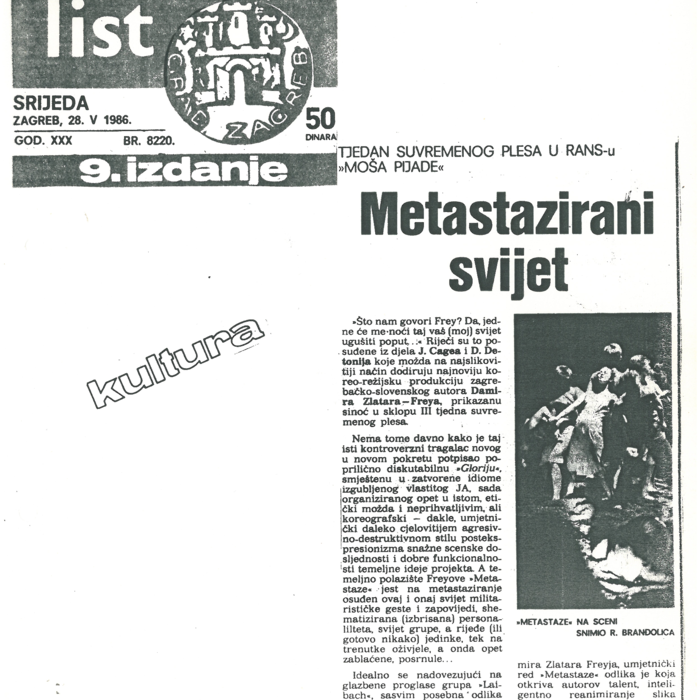 list
GRAD ZAGREB
SRIJEDA
ZAGREB, 28. V 1986.
GOD. XXX BR. 8220.
50
DINARA
9. izdanje
kultura
TJEDAN SUVREMENOG PLESA U RANS-u
»MOŠA PIJADE«
Metastazirani
svijet
»Što nam govori Frey? Da, jed-
ne će me noći taj vaš (moj) svijet
ugušiti poput...« Riječi su to po-
suđene iz djela J. Cagea i D. De-
tonija koje možda na najslikovi-
tiji način dodiruju najnoviju ko-
reo-režijsku produkciju zagre-
bačko-slovenskog autora Dami-
ra Zlatara-Freya, prikazanu
sinoć u sklopu III tjedna suvre-
menog plesa.
Nema tome davno kako je taj
isti kontroverzni tragalac novog
u novom pokretu potpisao po-
prilično diskutabilnu »Gloriju«,
smještenu u zatvorene idiome
izgubljenog vlastitog JA, sada
organiziranog opet u istom, eti-
čki možda i neprihvatljivim, ali
koreografski — dakle, umjetni-
čki daleko cjelovitijem agresiv-
no-destruktivnom stilu posteks-
presionizma snažne scenske do-
sljednosti i dobre funkcionalno-
sti temeljne ideje projekta. A te-
meljno polazište Freyove »Meta-
staze« jest na metastaziranje
osuđen ovaj i onaj svijet milita-
rističke geste i zapovijedi, she-
matizirana (izbrisana) persona-
lilteta, svijet grupe, a rijeđe (ili
gotovo nikako) jedinke, tek na
trenutke oživjele, a onda opet
zablaćene, posrnule...
Idealno se nadovezujući na
glazbene proglase grupa »Lai-
bach«, sasvim posebna odlika
»METASTAZE« NA SCENI
SNIMIO R. BRANDOLICA
mira Zlatara Freyja, umjetnički
red »Metastaze« odlika je koja
otkriva autorov talent, inteli-
gentno reanimiranje slika